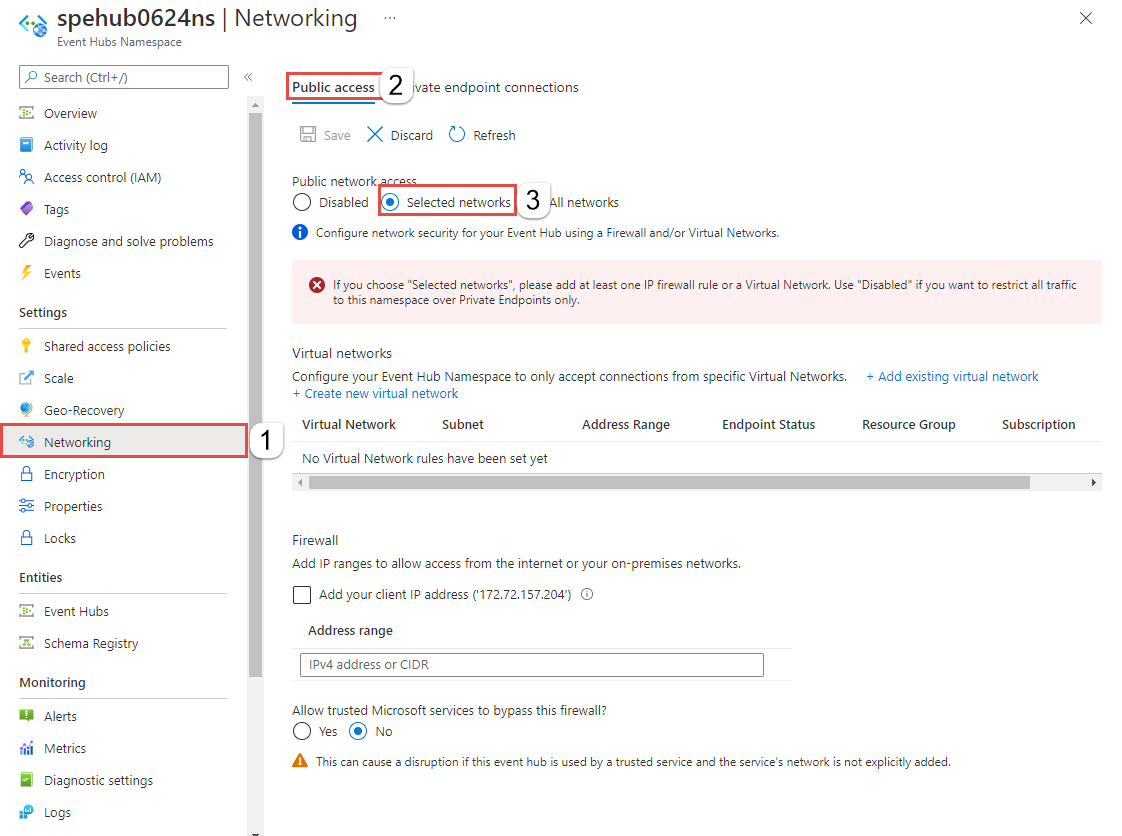 spehub0624ns | Networking ...
Event Hubs Namespace
Search (Ctrl+/)
«
Overview
Activity log
Access control (IAM)
Tags
Diagnose and solve problems
Events
Settings
Shared access policies
Scale
Geo-Recovery
Networking
1
Encryption
Properties
Locks
Entities
Event Hubs
Schema Registry
Monitoring
Alerts
Metrics
Diagnostic settings
Logs
Public access 2 vate endpoint connections
Save Discard Refresh
Public network access
Disabled Selected networks 3 All networks
Configure network security for your Event Hub using a Firewall and/or Virtual Networks.
If you choose "Selected networks", please add at least one IP firewall rule or a Virtual Network. Use "Disabled" if you want to restrict all traffic
to this namespace over Private Endpoints only.
Virtual networks
Configure your Event Hub Namespace to only accept connections from specific Virtual Networks. + Add existing virtual network
+ Create new virtual network
Virtual Network Subnet Address Range Endpoint Status Resource Group Subscription
No Virtual Network rules have been set yet
Firewall
Add IP ranges to allow access from the internet or your on-premises networks.
Add your client IP address ('172.72.157.204')
Address range
IPv4 address or CIDR
Allow trusted Microsoft services to bypass this firewall?
Yes No
This can cause a disruption if this event hub is used by a trusted service and the service's network is not explicitly added.